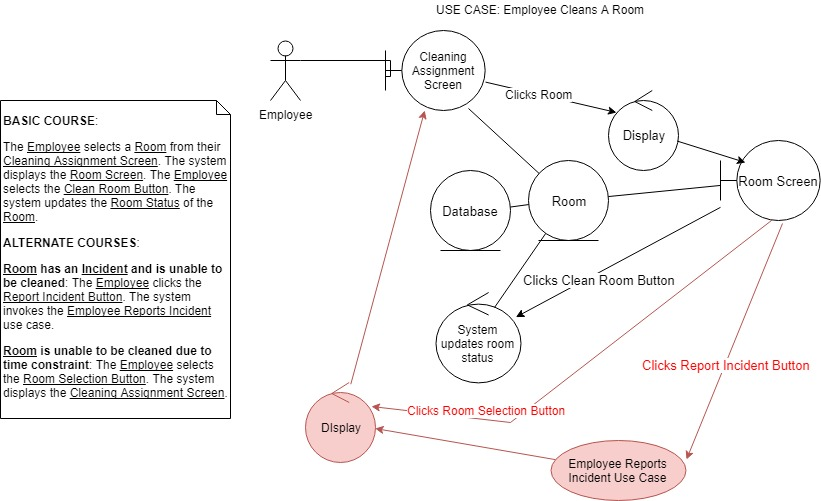 USE CASE: Employee Cleans A Room
Employee
Cleaning
Assignment
Screen
Clicks Room
Display
Room Screen
Database
Room
Clicks Clean Room Button
System
updates room
status
Clicks Report Incident Button
Clicks Room Selection Button
DIsplay
Employee Reports
Incident Use Case
BASIC COURSE:
The Employee selects a Room from their
Cleaning Assignment Screen. The system
displays the Room Screen. The Employee
selects the Clean Room Button. The
system updates the Room Status of the
Room.
ALTERNATE COURSES:
Room has an Incident and is unable to
be cleaned: The Employee clicks the
Report Incident Button. The system
invokes the Employee Reports Incident
use case.
Room is unable to be cleaned due to
time constraint: The Employee selects
the Room Selection Button. The system
displays the Cleaning Assignment Screen.